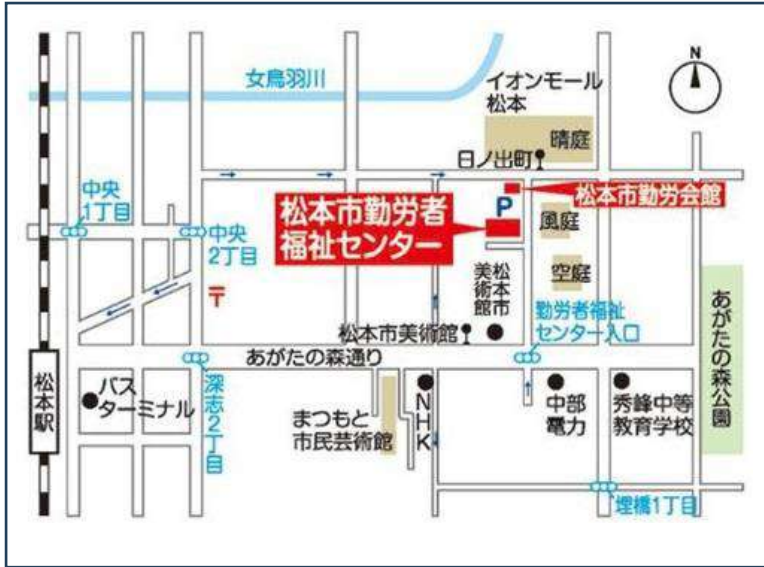 女鳥羽川
イオンモール
松本
晴庭
N
日ノ出町
松本市勤労会館
中央
1丁目
中央
2丁目
松本市勤労者
福祉センター
P
風庭
空庭
〒
松本市
美術館
松本市美術館
勤労者福祉
センター入口
あがたの森通り
あがたの森公園
松本駅
バス
ターミナル
深志2丁目
まつもと
市民芸術館
NHK
中部
電力
秀峰中等
教育学校
埋橋1丁目